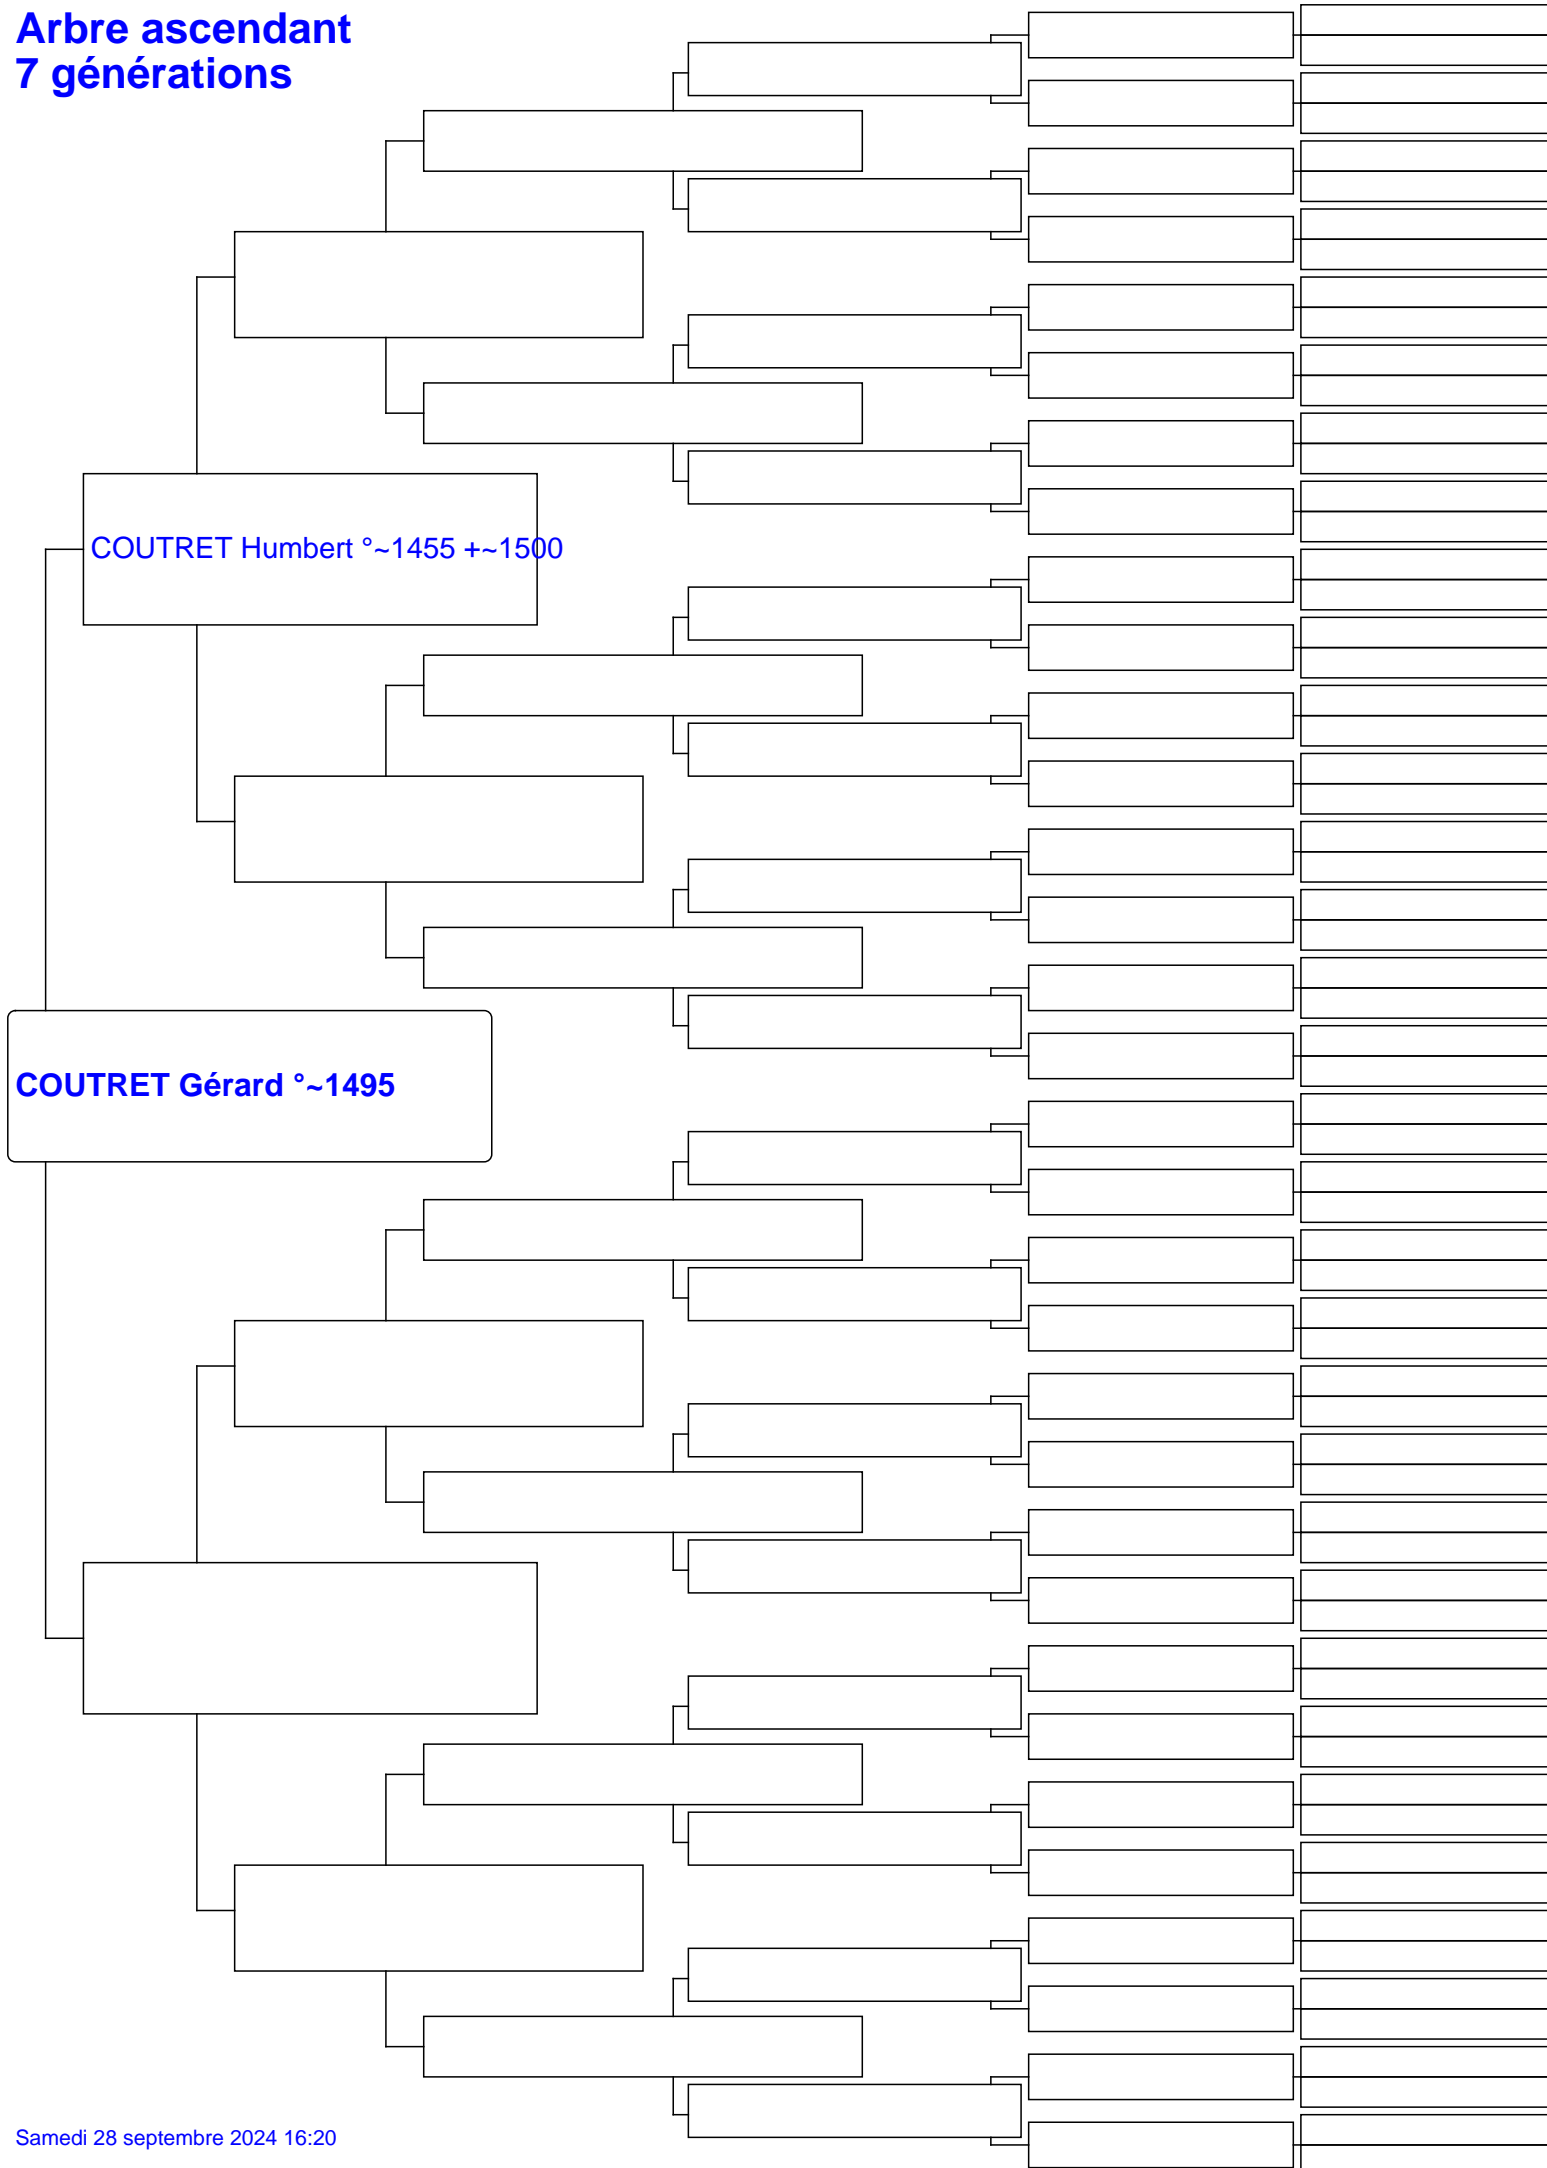 Arbre ascendant
7 générations
COUTRET Humbert °~1455 +~1500
COUTRET Gérard °~1495
Samedi 28 septembre 2024 16:20